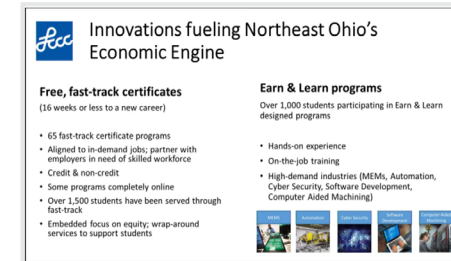 lccc
Innovations fueling Northeast Ohio's
Economic Engine
Free, fast-track certificates
(16 weeks or less to a new career)
• 65 fast-track certificate programs
• Aligned to in-demand jobs; partner with
employers in need of skilled workforce
• Credit & non-credit
• Some programs completely online
• Over 1,500 students have been served through
fast-track
• Embedded focus on equity; wrap-around
services to support students
Earn & Learn programs
Over 1,000 students participating in Earn & Learn
designed programs
• Hands-on experience
• On-the-job training
• High-demand industries (MEMs, Automation,
Cyber Security, Software Development,
Computer Aided Machining)
MEMS
Automation
Cyber Security
Software
Development
Computer Aided
Machining